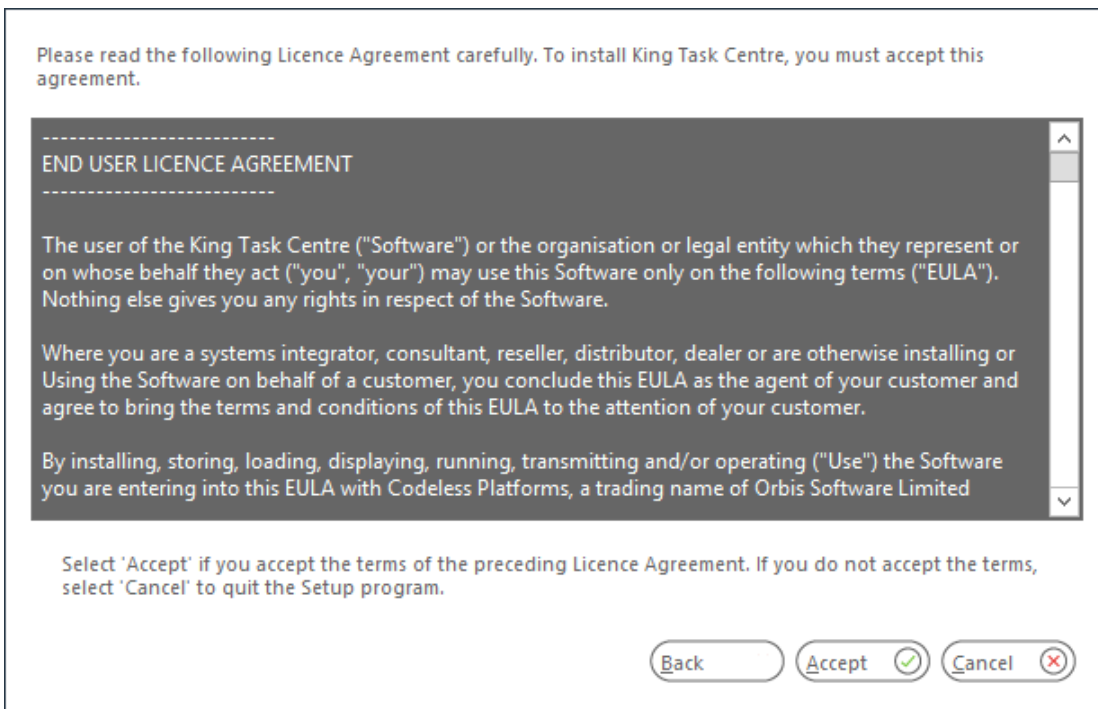 Please read the following Licence Agreement carefully. To install King Task Centre, you must accept this
agreement.
--------------------------
END USER LICENCE AGREEMENT
--------------------------
The user of the King Task Centre ("Software") or the organisation or legal entity which they represent or
on whose behalf they act ("you", "your") may use this Software only on the following terms ("EULA").
Nothing else gives you any rights in respect of the Software.
Where you are a systems integrator, consultant, reseller, distributor, dealer or are otherwise installing or
Using the Software on behalf of a customer, you conclude this EULA as the agent of your customer and
agree to bring the terms and conditions of this EULA to the attention of your customer.
By installing, storing, loading, displaying, running, transmitting and/or operating ("Use") the Software
you are entering into this EULA with Codeless Platforms, a trading name of Orbis Software Limited
Select 'Accept' if you accept the terms of the preceding Licence Agreement. If you do not accept the terms,
select 'Cancel' to quit the Setup program.
Back Accept Cancel